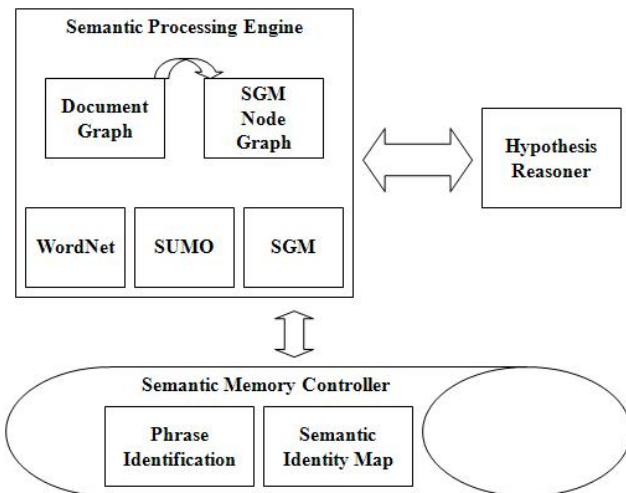 Semantic Processing Engine
Document
Graph
SGM
Node
Graph
Hypothesis
Reasoner
WordNet
SUMO
SGM
Semantic Memory Controller
Phrase
Identification
Semantic
Identity Map